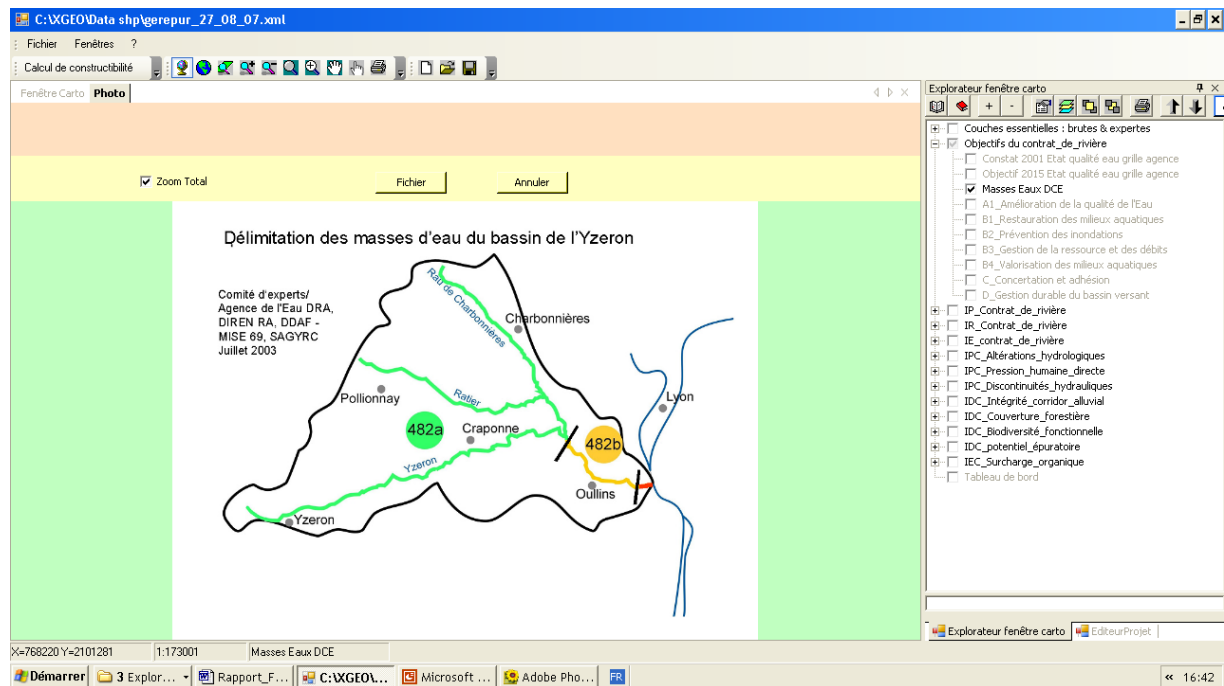 C:\XGEO\Data shp\gerepur_27_08_07.xml
Fichier Fenêtres ?
Calcul de constructibilité
Fenêtre Carto Photo
Zoom Total Fichier Annuler
Délimitation des masses d'eau du bassin de l'Yzeron
Comité d'experts/
Agence de l'Eau DRA,
DIREN RA, DDAF -
MISE 69, SAGYRC
Juillet 2003
Rau de Charbonnières
Charbonnières
Pollionnay
Ratier
Lyon
482a
Craponne
482b
Yzeron
Oullins
Yzeron
Explorateur fenêtre carto
Couches essentielles : brutes & expertes
Objectifs du contrat_de_rivière
Constat 2001 Etat qualité eau grille agence
Objectif 2015 Etat qualité eau grille agence
Masses Eaux DCE
A1_Amélioration de la qualité de l'Eau
B1_Restauration des milieux aquatiques
B2_Prévention des inondations
B3_Gestion de la ressource et des débits
B4_Valorisation des milieux aquatiques
C_Concertation et adhésion
D_Gestion durable du bassin versant
IP_Contrat_de_rivière
IR_Contrat_de_rivière
IE_contrat_de_rivière
IPC_Altérations_hydrologiques
IPC_Pression_humaine_directe
IPC_Discontinuités_hydrauliques
IDC_Intégrité_corridor_alluvial
IDC_Couverture_forestière
IDC_Biodiversité_fonctionnelle
IDC_potentiel_épuratoire
IEC_Surcharge_organique
Tableau de bord
Explorateur fenêtre carto EditeurProjet
X=768220 Y=2101281 1:173001 Masses Eaux DCE
Démarrer 3 Explor... Rapport_F... C:\XGEO\... Microsoft ... Adobe Pho... FR « 16:42